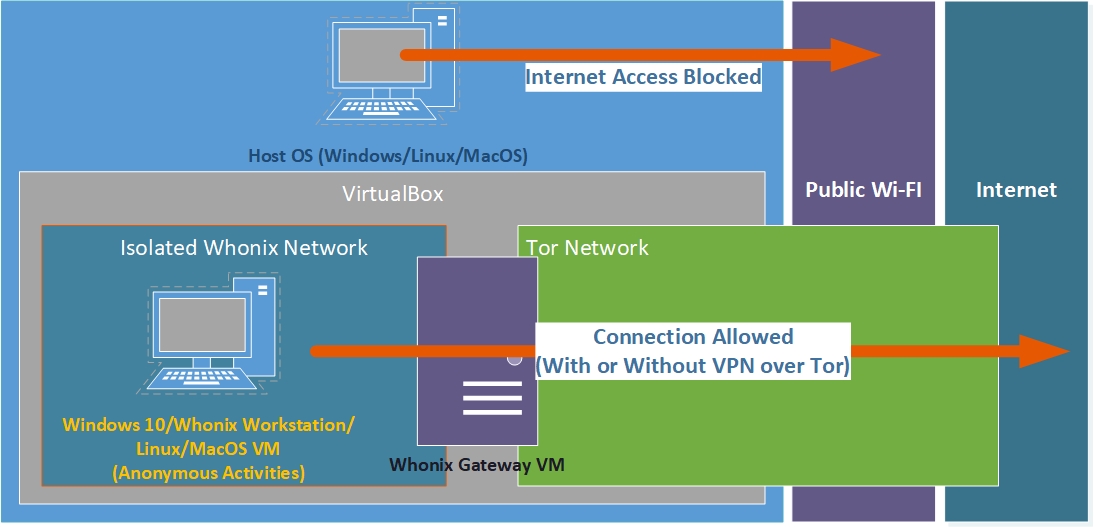 Internet Access Blocked
Host OS (Windows/Linux/MacOS)
Public Wi-FI
Internet
VirtualBox
Isolated Whonix Network
Tor Network
Connection Allowed
(With or Without VPN over Tor)
Windows 10/Whonix Workstation/
Linux/MacOS VM
(Anonymous Activities)
Whonix Gateway VM